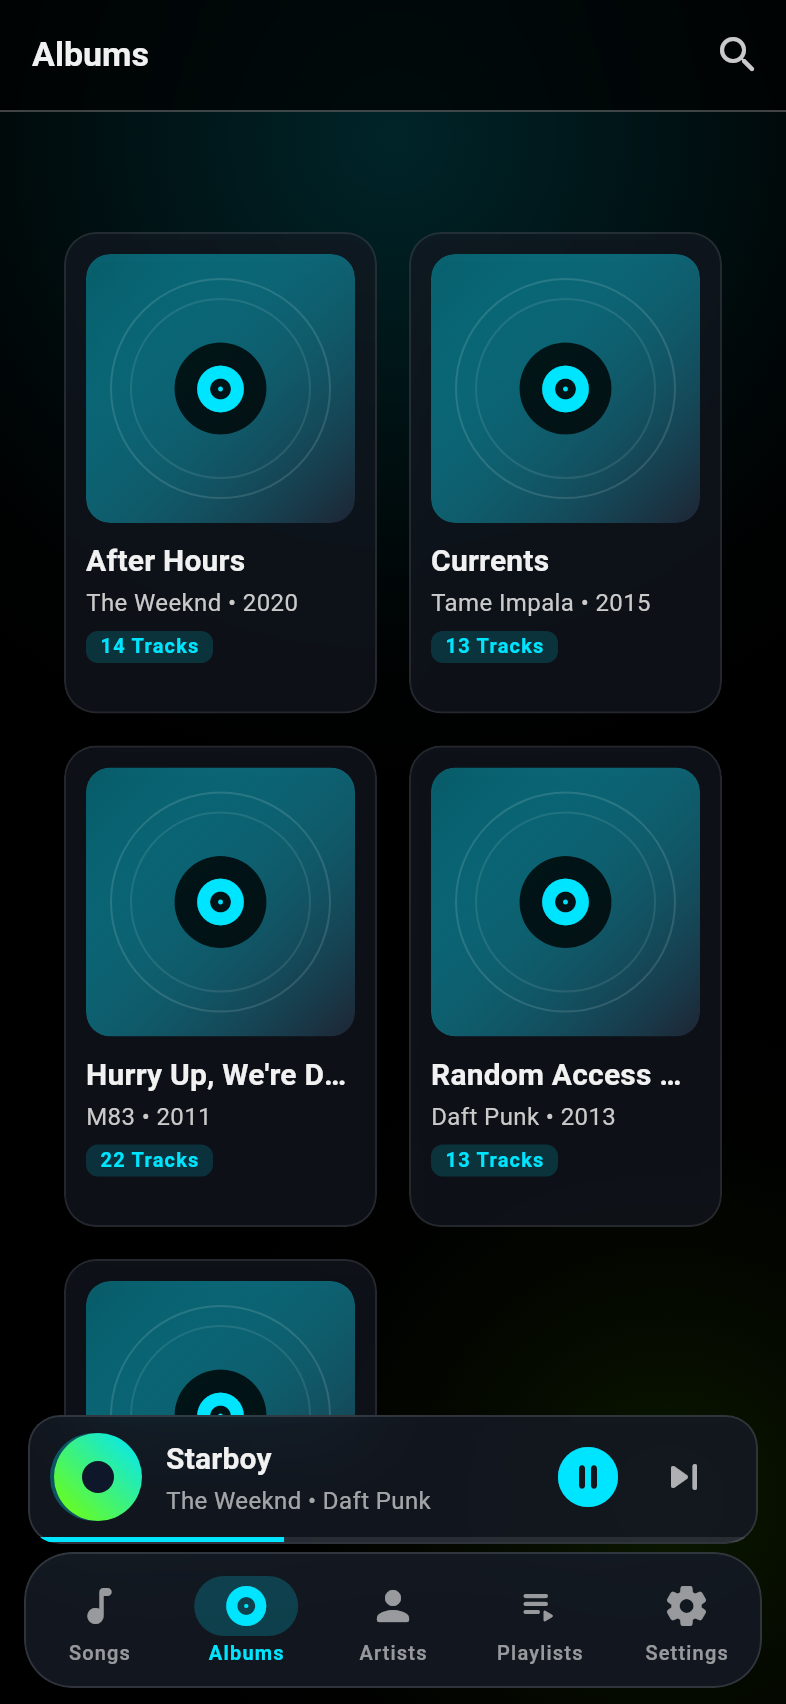 Albums
After Hours
The Weeknd • 2020
14 Tracks
Currents
Tame Impala • 2015
13 Tracks
Hurry Up, We're D…
M83 • 2011
22 Tracks
Random Access …
Daft Punk • 2013
13 Tracks
Starboy
The Weeknd • Daft Punk
Songs
Albums
Artists
Playlists
Settings